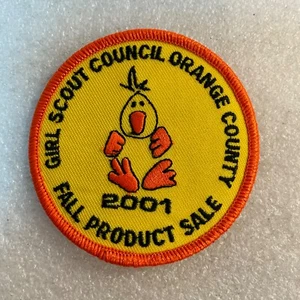 GIRL SCOUT COUNCIL ORANGE COUNTY
2001
FALL PRODUCT SALE